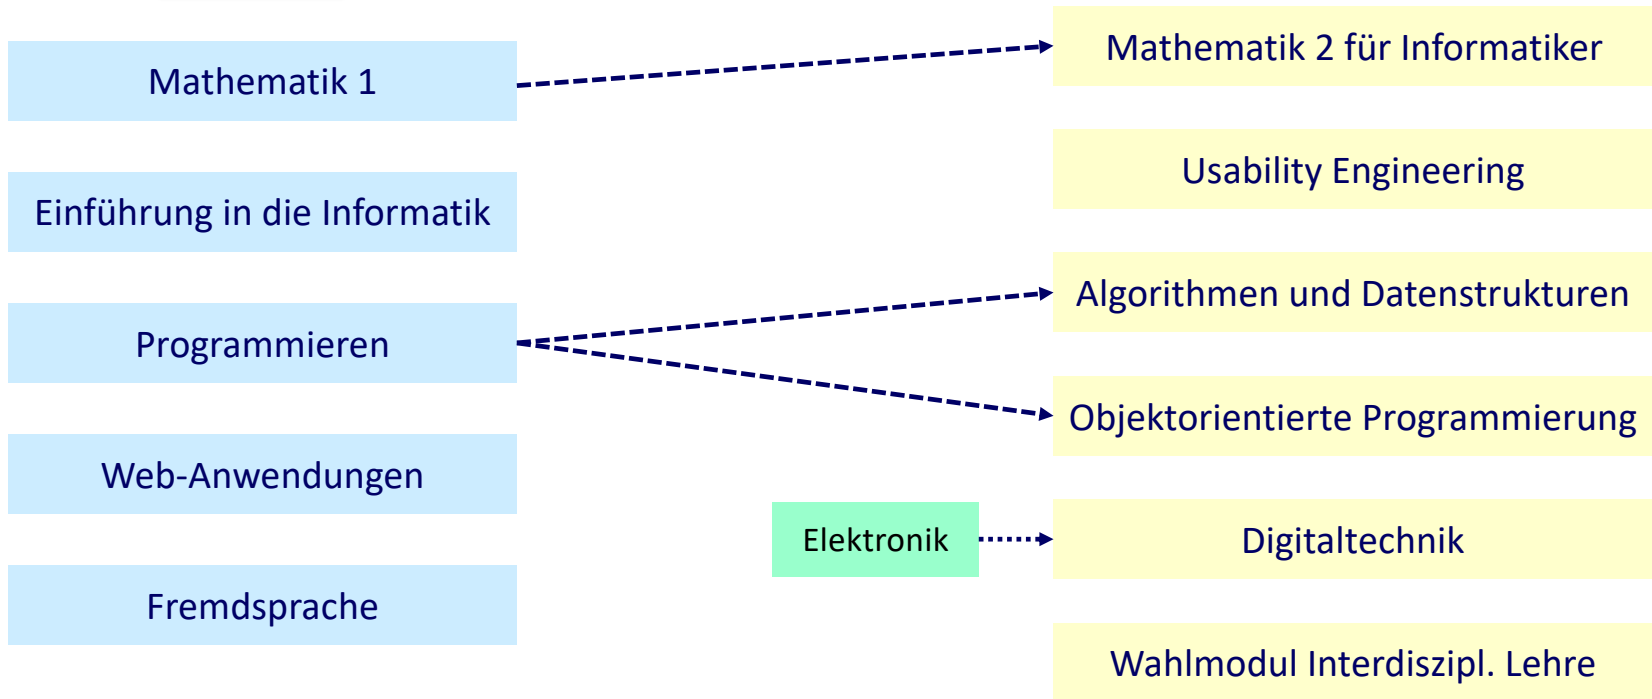 Mathematik 1
Einführung in die Informatik
Programmieren
Web-Anwendungen
Fremdsprache
Elektronik
Mathematik 2 für Informatiker
Usability Engineering
Algorithmen und Datenstrukturen
Objektorientierte Programmierung
Digitaltechnik
Wahlmodul Interdiszipl. Lehre